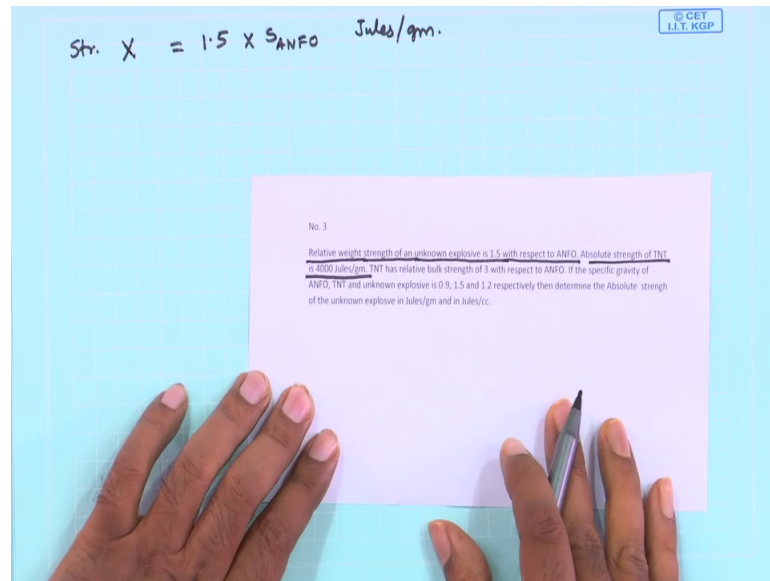 Str. X = 1.5 X SANFO Jules/gm.
© CET
I.I.T. KGP
No. 3
Relative weight strength of an unknown explosive is 1.5 with respect to ANFO. Absolute strength of TNT
is 4000 Jules/gm. TNT has relative bulk strength of 3 with respect to ANFO. If the specific gravity of
ANFO, TNT and unknown explosive is 0.9, 1.5 and 1.2 respectively then determine the Absolute strengh
of the unknown explosve in Jules/gm and in Jules/cc.